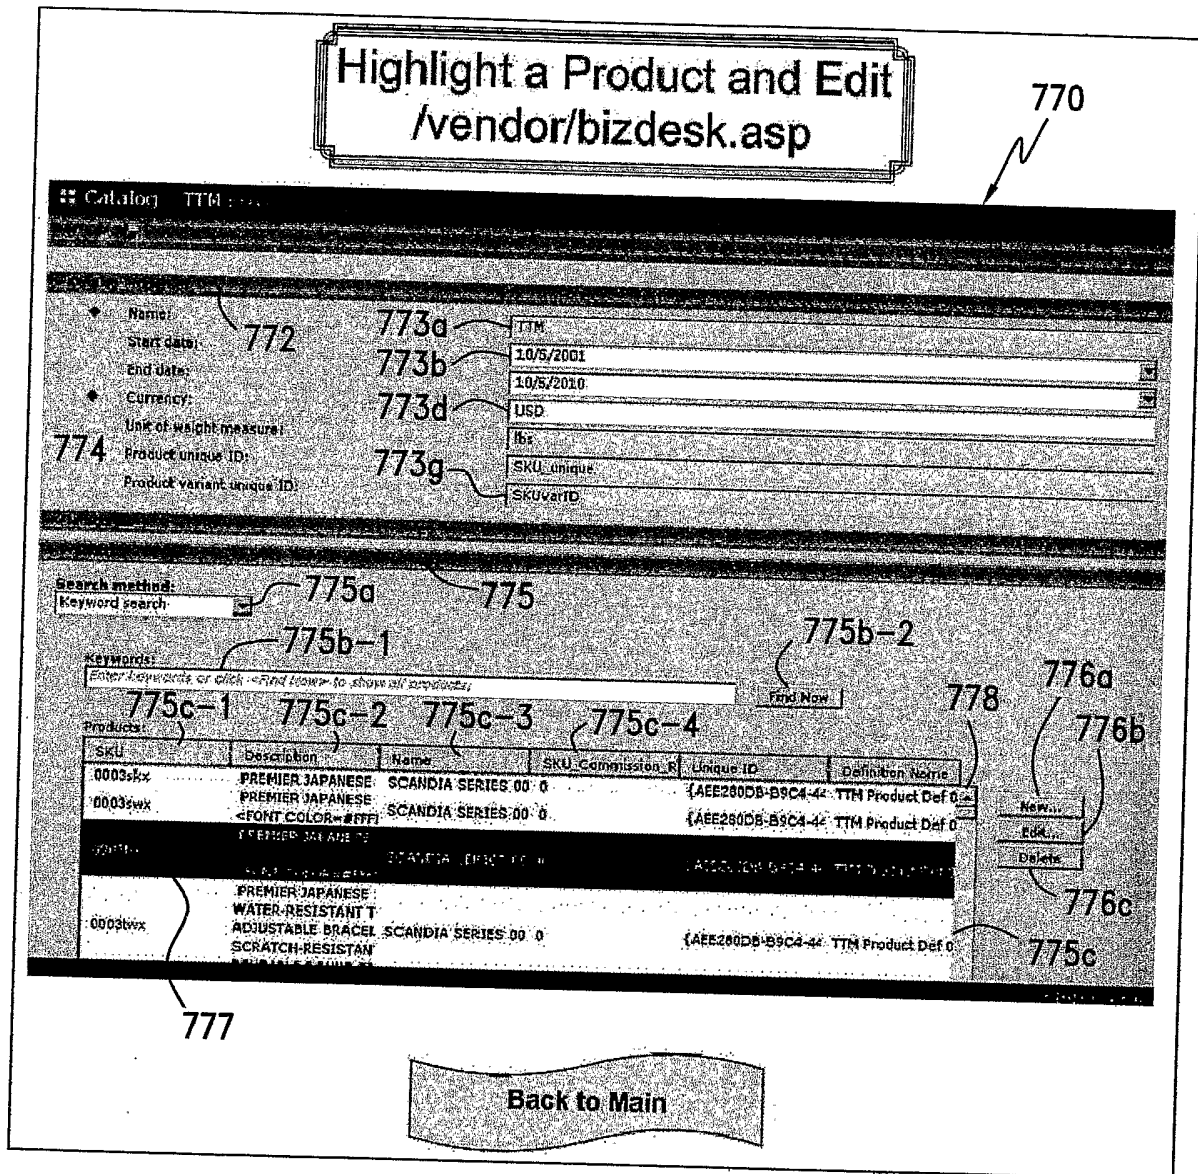 Highlight a Product and Edit
/vendor/bizdesk.asp
770
Catalog TTM
772
Name: 773a TTM
Start date: 773b 10/5/2001
End date: 10/5/2010
Currency: 773d USD
Unit of weight measure: lbs
774 Product unique ID: SKU_unique
Product variant unique ID: 773g SKUvarID
775
Search method: 775a
Keyword search
775b-1 775b-2
Keywords:
Enter keywords or click <Find Now> to show all products
Find Now
775c-1 775c-2 775c-3 775c-4 778 776a 776b
Products:
SKU Description Name SKU_Commission_R Unique ID Definition Name
0003skx PREMIER JAPANESE SCANDIA SERIES 00 0 {AEE280DB-B9C4-44 TTM Product Def 0
0003swx PREMIER JAPANESE
<FONT COLOR=#FFF SCANDIA SERIES 00 0 {AEE280DB-B9C4-44 TTM Product Def 0
New...
Edit...
Delete
776c
PREMIER JAPANESE
WATER-RESISTANT T
0003twx ADJUSTABLE BRACEL SCANDIA SERIES 00 0 {AEE280DB-B9C4-44 TTM Product Def 0
SCRATCH-RESISTAN
775c
777
Back to Main